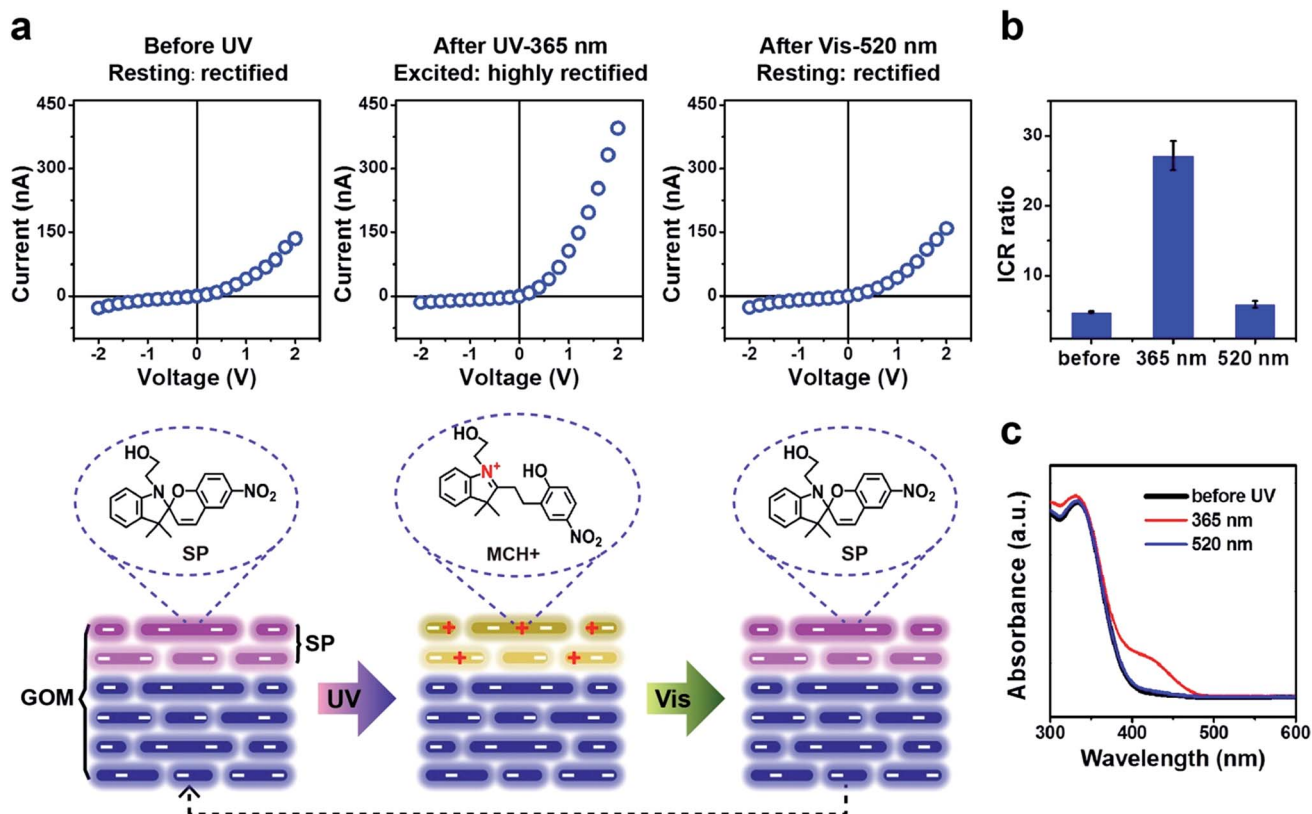 a
Before UV
Resting: rectified
After UV-365 nm
Excited: highly rectified
After Vis-520 nm
Resting: rectified
Current (nA)
450
300
150
0
-2 -1 0 1 2
Voltage (V)
Current (nA)
450
300
150
0
-2 -1 0 1 2
Voltage (V)
Current (nA)
450
300
150
0
-2 -1 0 1 2
Voltage (V)
b
ICR ratio
30
20
10
before 365 nm 520 nm
HO
N O
NO2
SP
HO
N+
HO
NO2
MCH+
HO
N O
NO2
SP
GOM
SP
UV
Vis
c
Absorbance (a.u.)
before UV
365 nm
520 nm
300 400 500 600
Wavelength (nm)